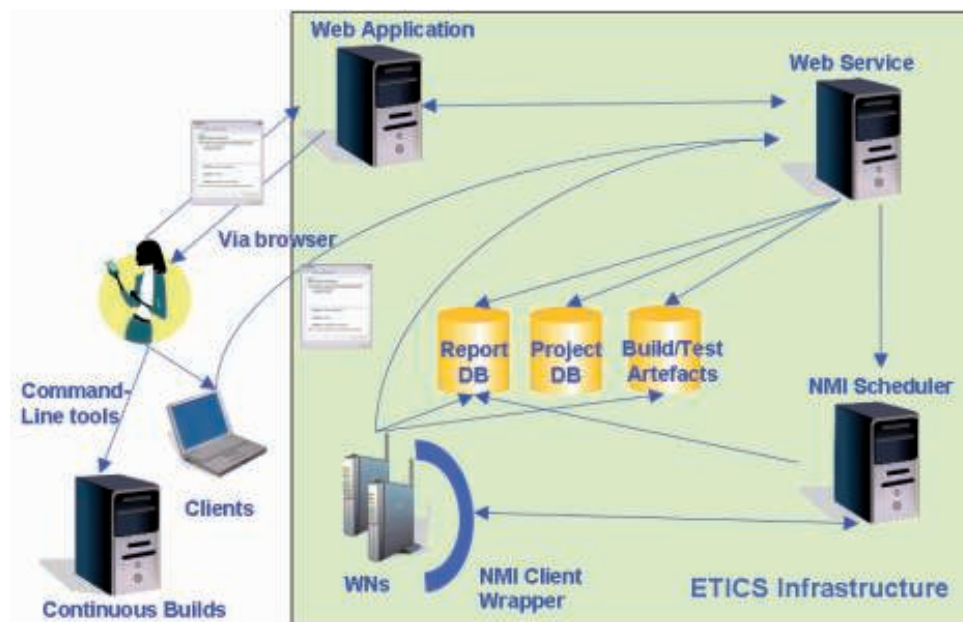 Web Application
Web Service
Via browser
Report
DB
Project
DB
Build/Test
Artefacts
NMI Scheduler
Command-
Line tools
Clients
WNs
NMI Client
Wrapper
ETICS Infrastructure
Continuous Builds